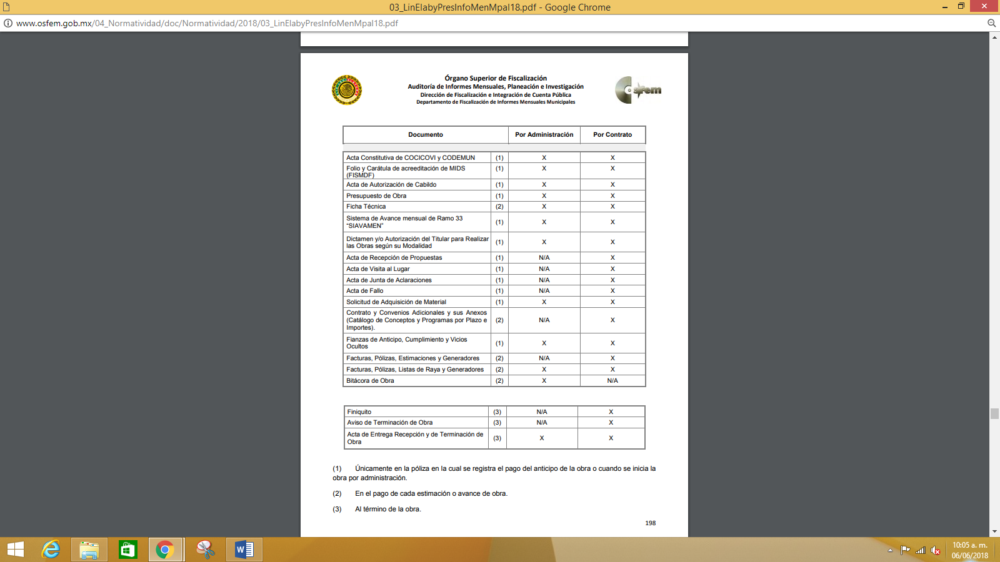 03_LinElabyPresInfoMenMpal18.pdf - Google Chrome
www.osfem.gob.mx/04_Normatividad/doc/Normatividad/2018/03_LinElabyPresInfoMenMpal18.pdf
Órgano Superior de Fiscalización
Auditoría de Informes Mensuales, Planeación e Investigación
Dirección de Fiscalización e Integración de Cuenta Pública
Departamento de Fiscalización de Informes Mensuales Municipales
osfem
Documento Por Administración Por Contrato
Acta Constitutiva de COCICOVI y CODEMUN (1) X X
Folio y Carátula de acreditación de MIDS (1) X X
(FISMDF)
Acta de Autorización de Cabildo (1) X X
Presupuesto de Obra (1) X X
Ficha Técnica (2) X X
Sistema de Avance mensual de Ramo 33
“SIAVAMEN” (1) X X
Dictamen y/o Autorización del Titular para Realizar
las Obras según su Modalidad (1) X X
Acta de Recepción de Propuestas (1) N/A X
Acta de Visita al Lugar (1) N/A X
Acta de Junta de Aclaraciones (1) N/A X
Acta de Fallo (1) N/A X
Solicitud de Adquisición de Material (1) X X
Contrato y Convenios Adicionales y sus Anexos
(Catálogo de Conceptos y Programas por Plazo e (2) N/A X
Importes).
Fianzas de Anticipo, Cumplimiento y Vicios
Ocultos (1) X X
Facturas, Pólizas, Estimaciones y Generadores (2) N/A X
Facturas, Pólizas, Listas de Raya y Generadores (2) X X
Bitácora de Obra (2) X N/A
Finiquito (3) N/A X
Aviso de Terminación de Obra (3) N/A X
Acta de Entrega Recepción y de Terminación de
Obra (3) X X
(1) Únicamente en la póliza en la cual se registra el pago del anticipo de la obra o cuando se inicia la
obra por administración.
(2) En el pago de cada estimación o avance de obra.
(3) Al término de la obra.
198
10:05 a. m.
06/06/2018